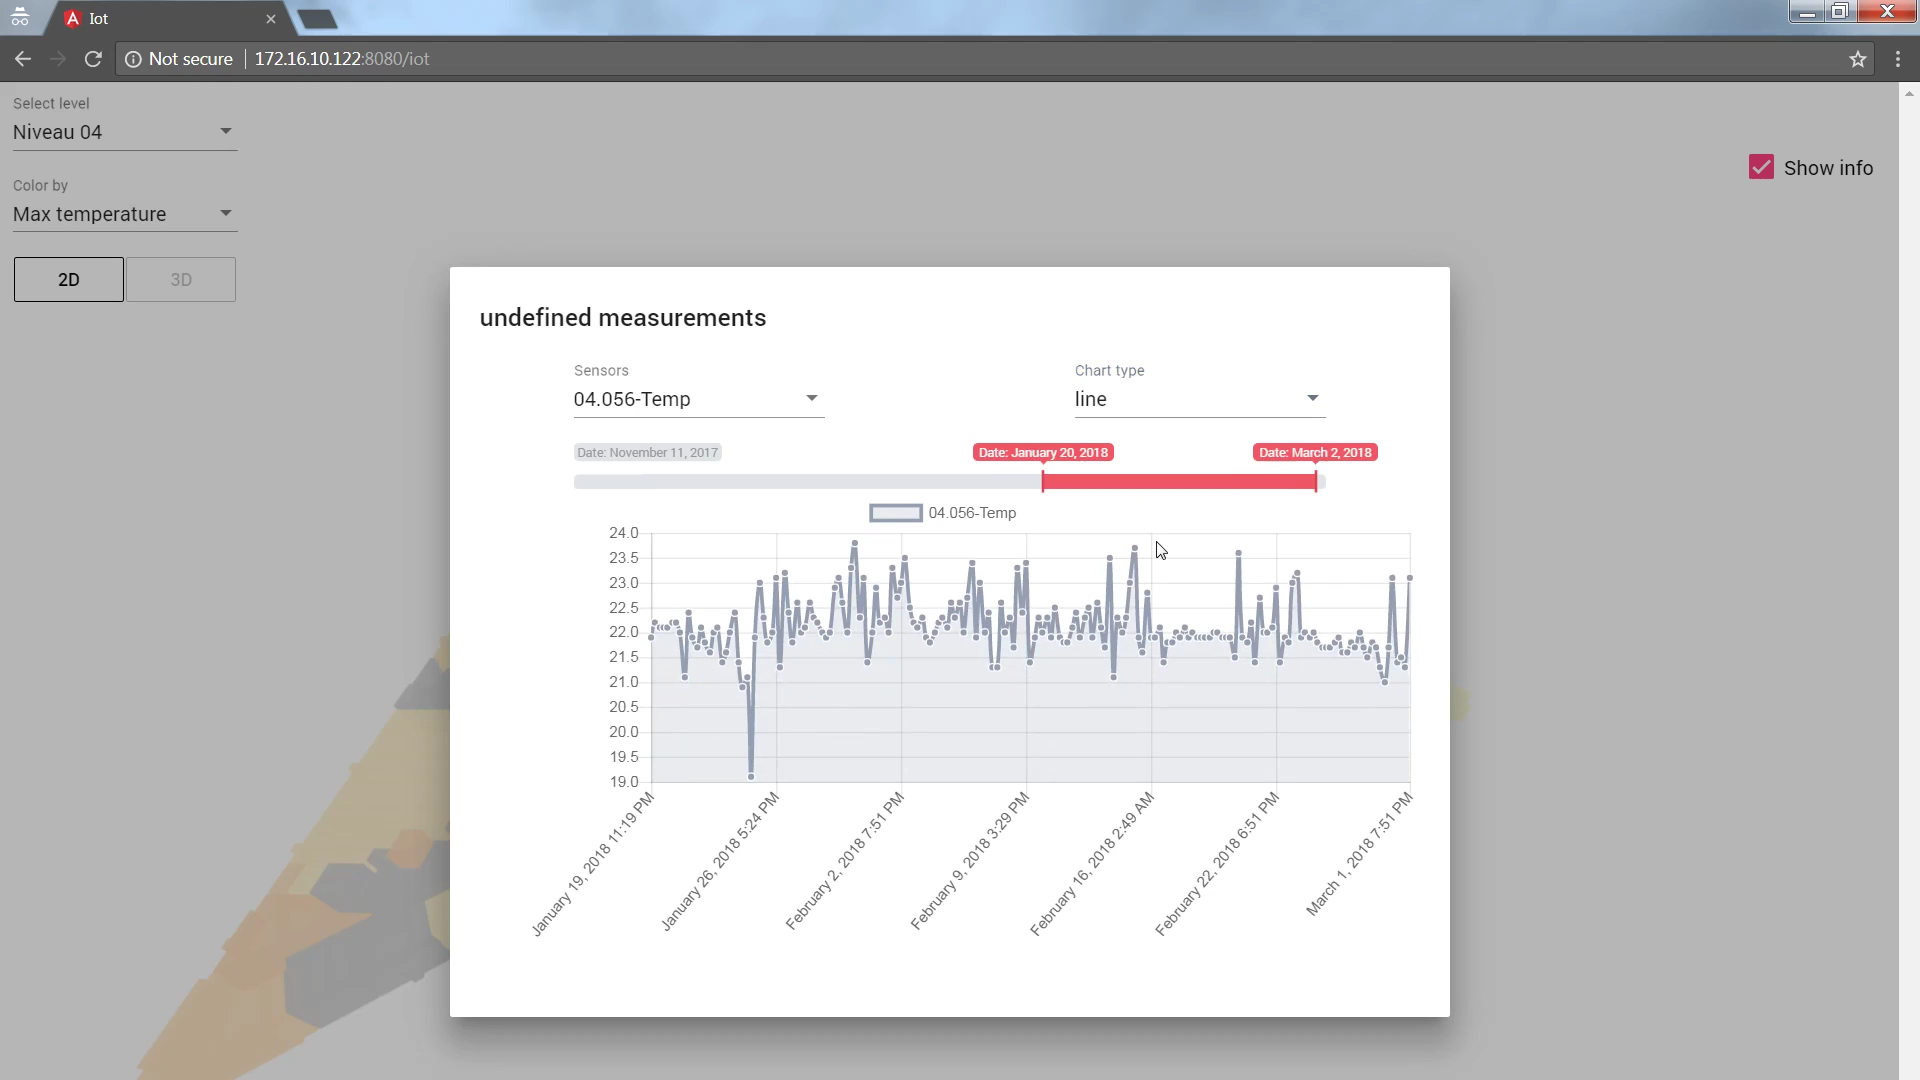 Iot
Not secure 172.16.10.122:8080/iot
Select level
Niveau 04
Show info
Color by
Max temperature
2D 3D
undefined measurements
Sensors Chart type
04.056-Temp line
Date: November 11, 2017 Date: January 20, 2018 Date: March 2, 2018
04.056-Temp
24.0
23.5
23.0
22.5
22.0
21.5
21.0
20.5
20.0
19.5
19.0
January 19, 2018 11:19 PM
January 26, 2018 5:24 PM
February 2, 2018 7:51 PM
February 9, 2018 3:29 PM
February 16, 2018 2:49 AM
February 22, 2018 6:51 PM
March 1, 2018 7:51 PM